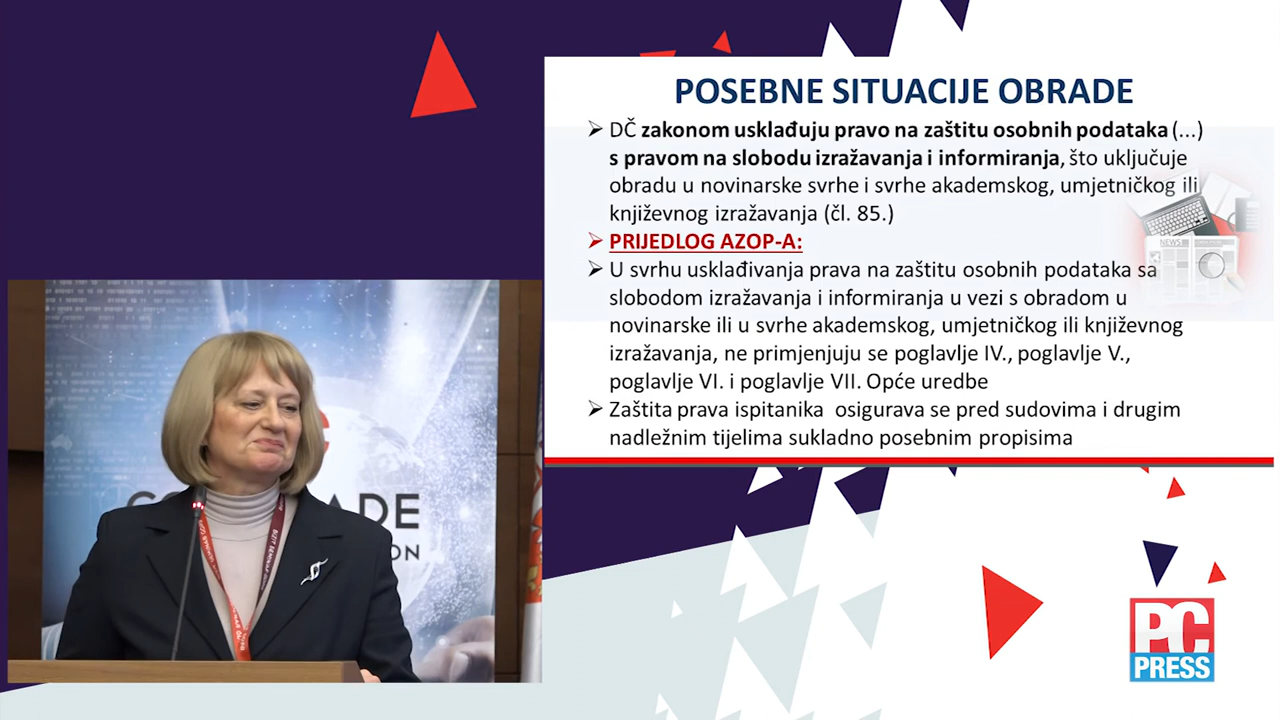 POSEBNE SITUACIJE OBRADE
➢ DČ zakonom usklađuju pravo na zaštitu osobnih podataka (...)
s pravom na slobodu izražavanja i informiranja, što uključuje
obradu u novinarske svrhe i svrhe akademskog, umjetničkog ili
književnog izražavanja (čl. 85.)
➢ PRIJEDLOG AZOP-A:
➢ U svrhu usklađivanja prava na zaštitu osobnih podataka sa
slobodom izražavanja i informiranja u vezi s obradom u
novinarske ili u svrhe akademskog, umjetničkog ili književnog
izražavanja, ne primjenjuju se poglavlje IV., poglavlje V.,
poglavlje VI. i poglavlje VII. Opće uredbe
➢ Zaštita prava ispitanika osigurava se pred sudovima i drugim
nadležnim tijelima sukladno posebnim propisima
NEWS
PC
PRESS